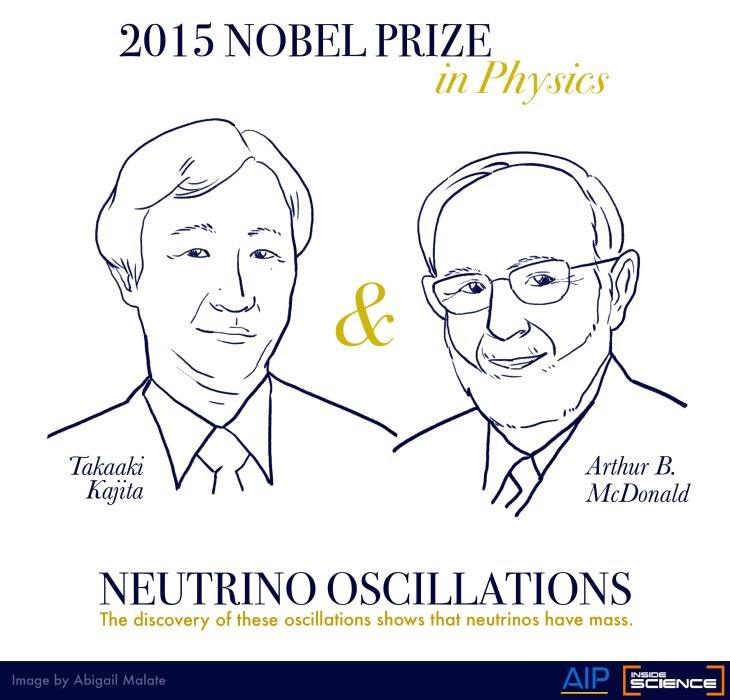 2015 NOBEL PRIZE
in Physics
&
Takaaki
Kajita
Arthur B.
McDonald
NEUTRINO OSCILLATIONS
The discovery of these oscillations shows that neutrinos have mass.
Image by Abigail Malate
AIP
INSIDE
SCIENCE